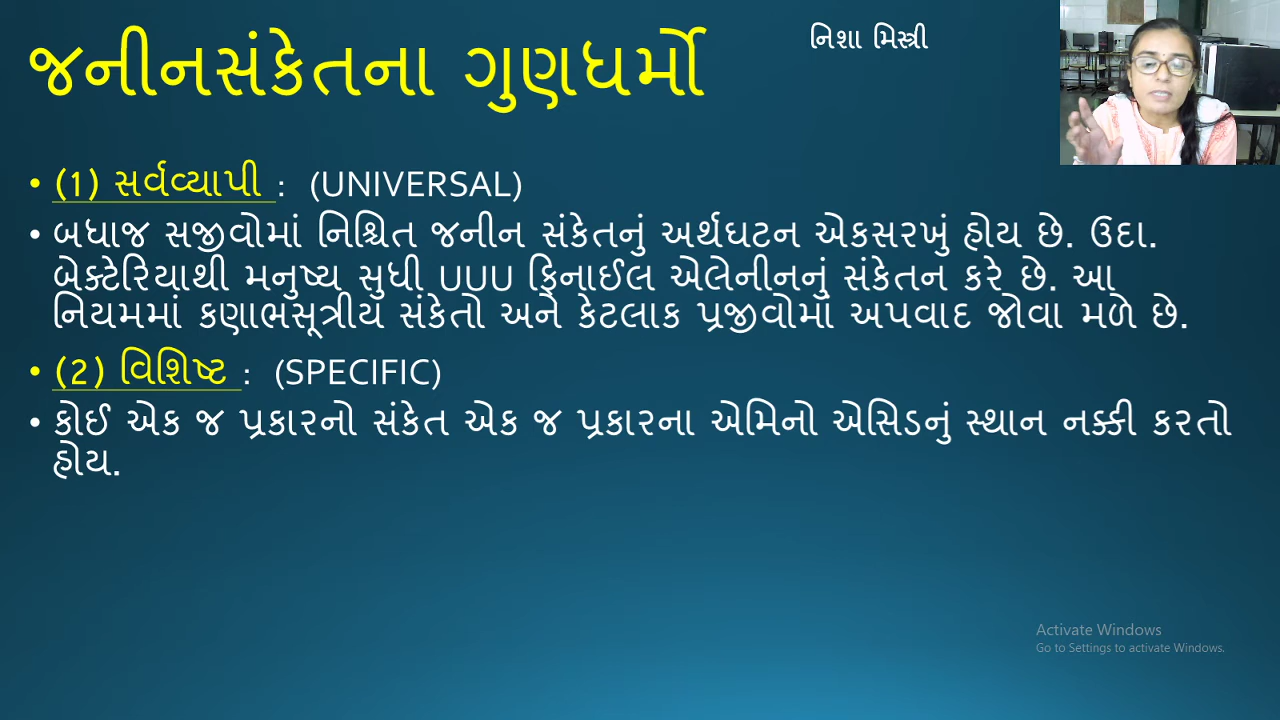 જનીનસંકેતના ગુણધર્મો
નિશા મિસ્ત્રી
• (1) સર્વવ્યાપી : (UNIVERSAL)
• બધાજ સજીવોમાં નિશ્ચિત જનીન સંકેતનું અર્થઘટન એકસરખું હોય છે. ઉદા.
બેક્ટેરિયાથી મનુષ્ય સુધી UUU ફિનાઈલ એલેનીનનું સંકેતન કરે છે. આ
નિયમમાં કણાભસૂત્રીય સંકેતો અને કેટલાક પ્રજીવોમાં અપવાદ જોવા મળે છે.
• (2) વિશિષ્ટ : (SPECIFIC)
• કોઈ એક જ પ્રકારનો સંકેત એક જ પ્રકારના એમિનો એસિડનું સ્થાન નક્કી કરતો
હોય.
Activate Windows
Go to Settings to activate Windows.